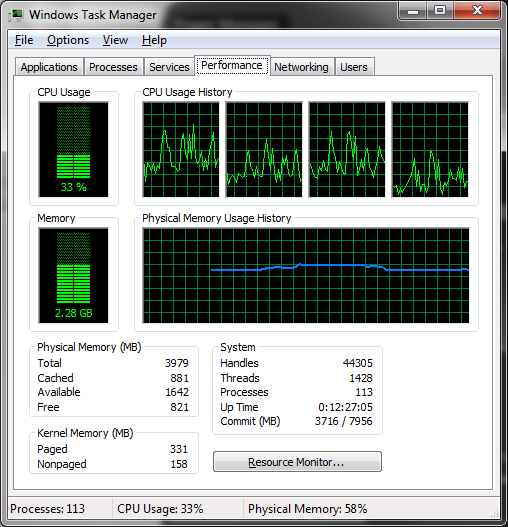 Windows Task Manager
File Options View Help
Applications Processes Services Performance Networking Users
CPU Usage CPU Usage History
33 %
Memory Physical Memory Usage History
2.28 GB
Physical Memory (MB)
Total 3979
Cached 881
Available 1642
Free 821
Kernel Memory (MB)
Paged 331
Nonpaged 158
System
Handles 44305
Threads 1428
Processes 113
Up Time 0:12:27:05
Commit (MB) 3716 / 7956
Resource Monitor...
Processes: 113 CPU Usage: 33% Physical Memory: 58%